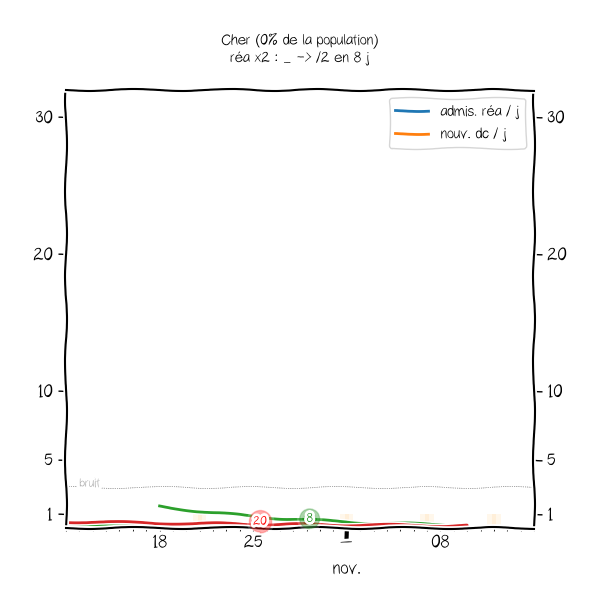 Cher (0% de la population)
réa x2 : _ -> /2 en 8 j
admis. réa / j
nouv. dc / j
30
30
20
20
10
10
5
5
bruit
1
1
20
8
18
25
1
08
nov.